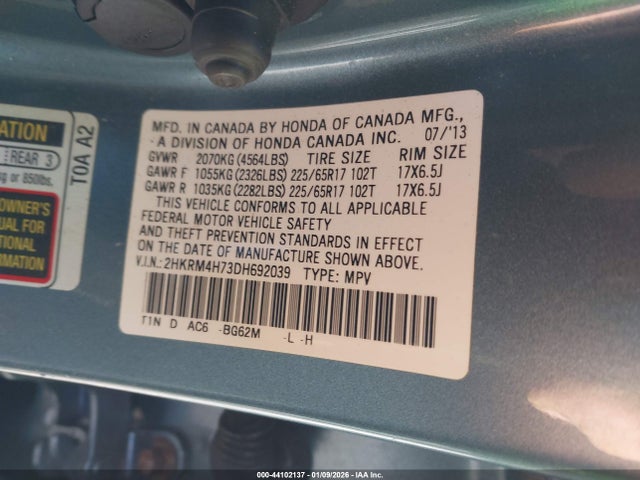 MFD. IN CANADA BY HONDA OF CANADA MFG.,
A DIVISION OF HONDA CANADA INC. 07/'13
GVWR 2070KG (4564LBS) TIRE SIZE RIM SIZE
GAWR F 1055KG (2326LBS) 225/65R17 102T 17X6.5J
GAWR R 1035KG (2282LBS) 225/65R17 102T 17X6.5J
THIS VEHICLE CONFORMS TO ALL APPLICABLE
FEDERAL MOTOR VEHICLE SAFETY
AND THEFT PREVENTION STANDARDS IN EFFECT
ON THE DATE OF MANUFACTURE SHOWN ABOVE.
V.I.N.: 2HKRM4H73DH692039 TYPE: MPV
T1N D AC6 -BG62M -L -H
REAR 3
kg or 850lbs.
OWNER'S
T0A A2
000-44102137 - 01/09/2026 - IAA Inc.